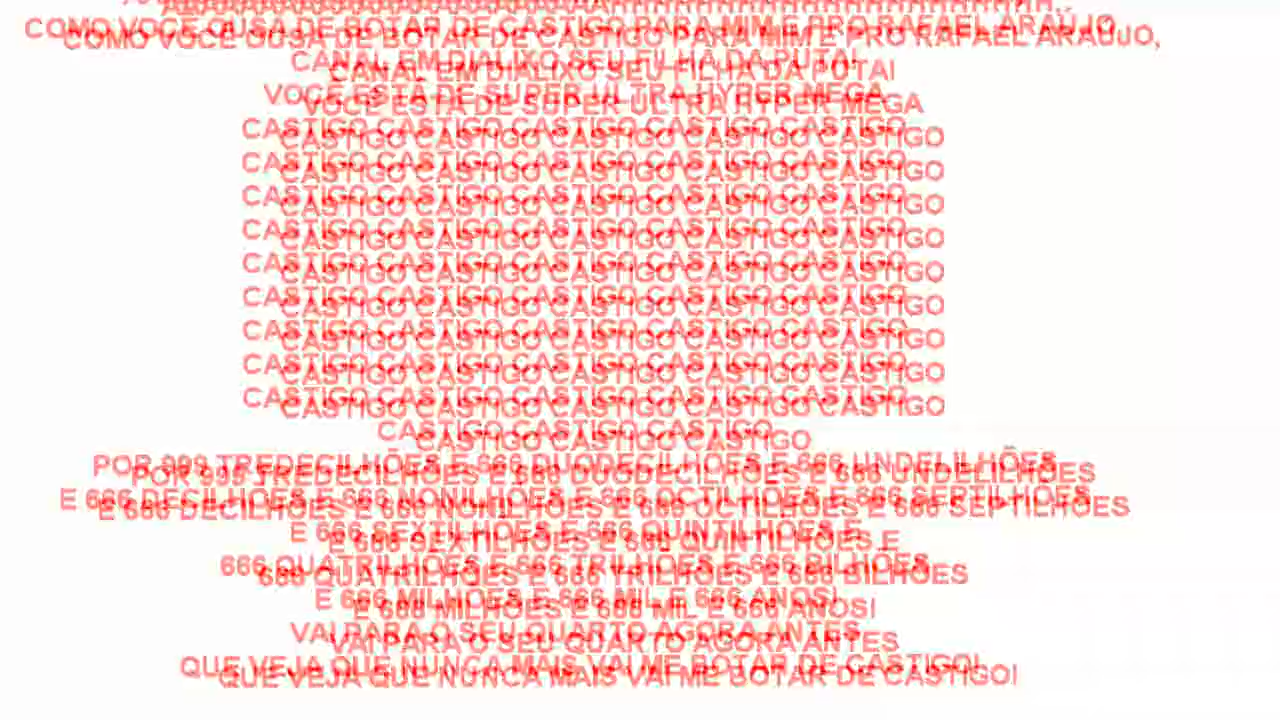 COMO VOCÊ OUSA DE BOTAR DE CASTIGO PARA MIM E PRO RAFAEL ARAÚJO,
CANAL EM DIALIXO SEU FILHA DA PUTA!
VOCÊ ESTÁ DE SUPER ULTRA HYPER MEGA
CASTIGO CASTIGO CASTIGO CASTIGO CASTIGO
CASTIGO CASTIGO CASTIGO CASTIGO CASTIGO
CASTIGO CASTIGO CASTIGO CASTIGO CASTIGO
CASTIGO CASTIGO CASTIGO CASTIGO CASTIGO
CASTIGO CASTIGO CASTIGO CASTIGO CASTIGO
CASTIGO CASTIGO CASTIGO CASTIGO CASTIGO
CASTIGO CASTIGO CASTIGO CASTIGO CASTIGO
CASTIGO CASTIGO CASTIGO CASTIGO CASTIGO
CASTIGO CASTIGO CASTIGO CASTIGO CASTIGO
CASTIGO CASTIGO CASTIGO
POR 999 TREDECILHÕES E 666 DUODECILHÕES E 666 UNDELILHÕES
E 666 DECILHÕES E 666 NONILHÕES E 666 OCTILHÕES E 666 SEPTILHÕES
E 666 SEXTILHÕES E 666 QUINTILHÕES E
666 QUATRILHÕES E 666 TRILHÕES E 666 BILHÕES
E 666 MILHÕES E 666 MIL E 666 ANOS!
VAI PARA O SEU QUARTO AGORA ANTES
QUE VEJA QUE NUNCA MAIS VAI ME BOTAR DE CASTIGO!